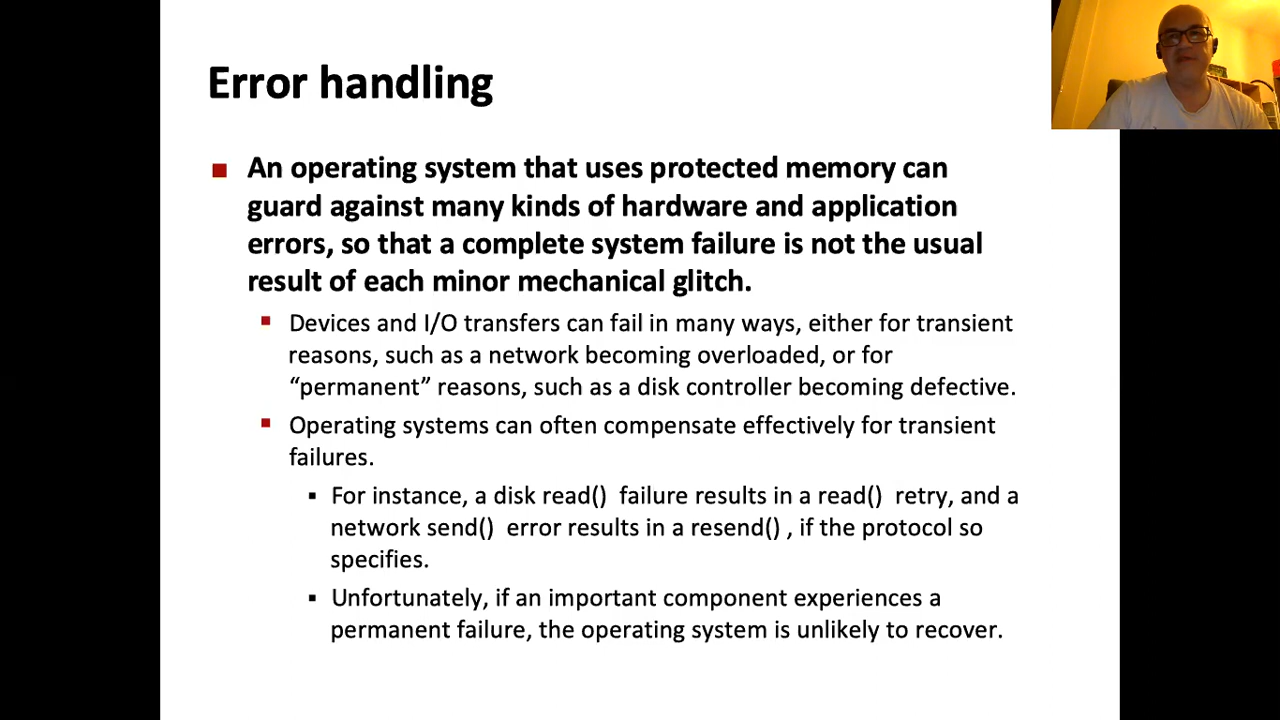 Error handling
An operating system that uses protected memory can
guard against many kinds of hardware and application
errors, so that a complete system failure is not the usual
result of each minor mechanical glitch.
Devices and I/O transfers can fail in many ways, either for transient
reasons, such as a network becoming overloaded, or for
“permanent” reasons, such as a disk controller becoming defective.
Operating systems can often compensate effectively for transient
failures.
For instance, a disk read() failure results in a read() retry, and a
network send() error results in a resend() , if the protocol so
specifies.
Unfortunately, if an important component experiences a
permanent failure, the operating system is unlikely to recover.